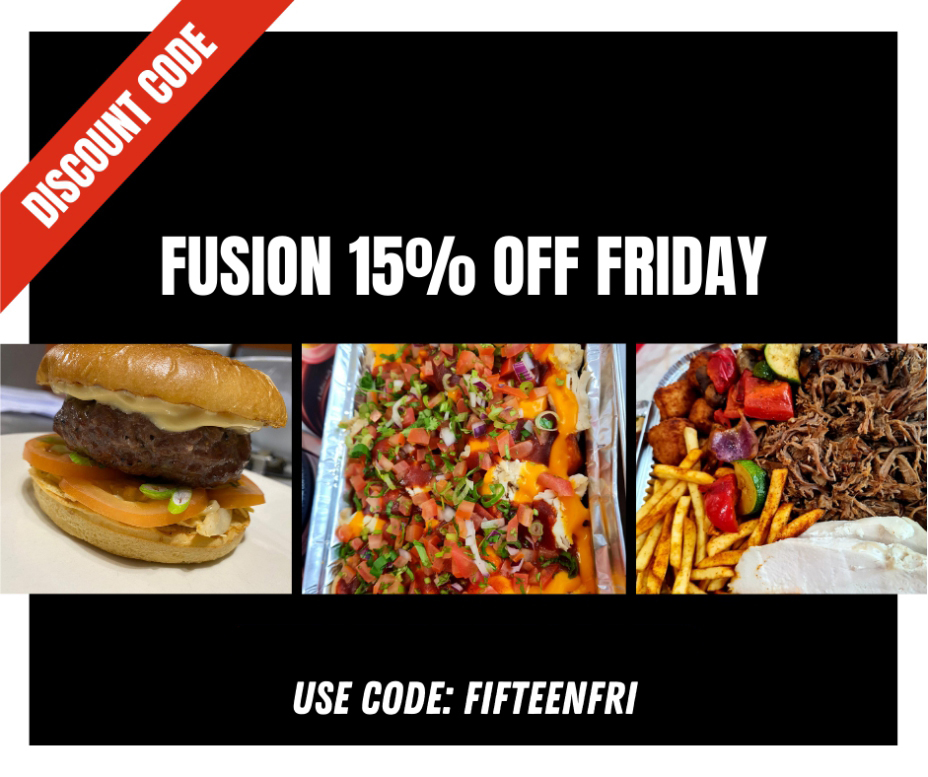 DISCOUNT CODE
FUSION 15% OFF FRIDAY
USE CODE: FIFTEENFRI